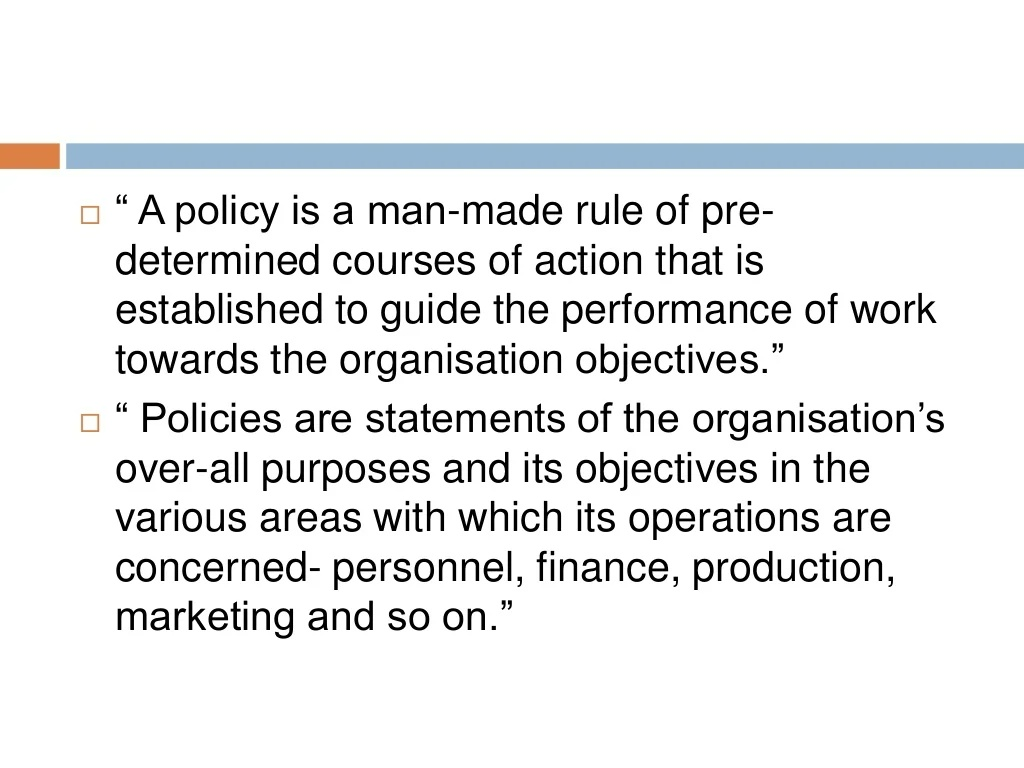 “ A policy is a man-made rule of pre-
determined courses of action that is
established to guide the performance of work
towards the organisation objectives.”
“ Policies are statements of the organisation’s
over-all purposes and its objectives in the
various areas with which its operations are
concerned- personnel, finance, production,
marketing and so on.”